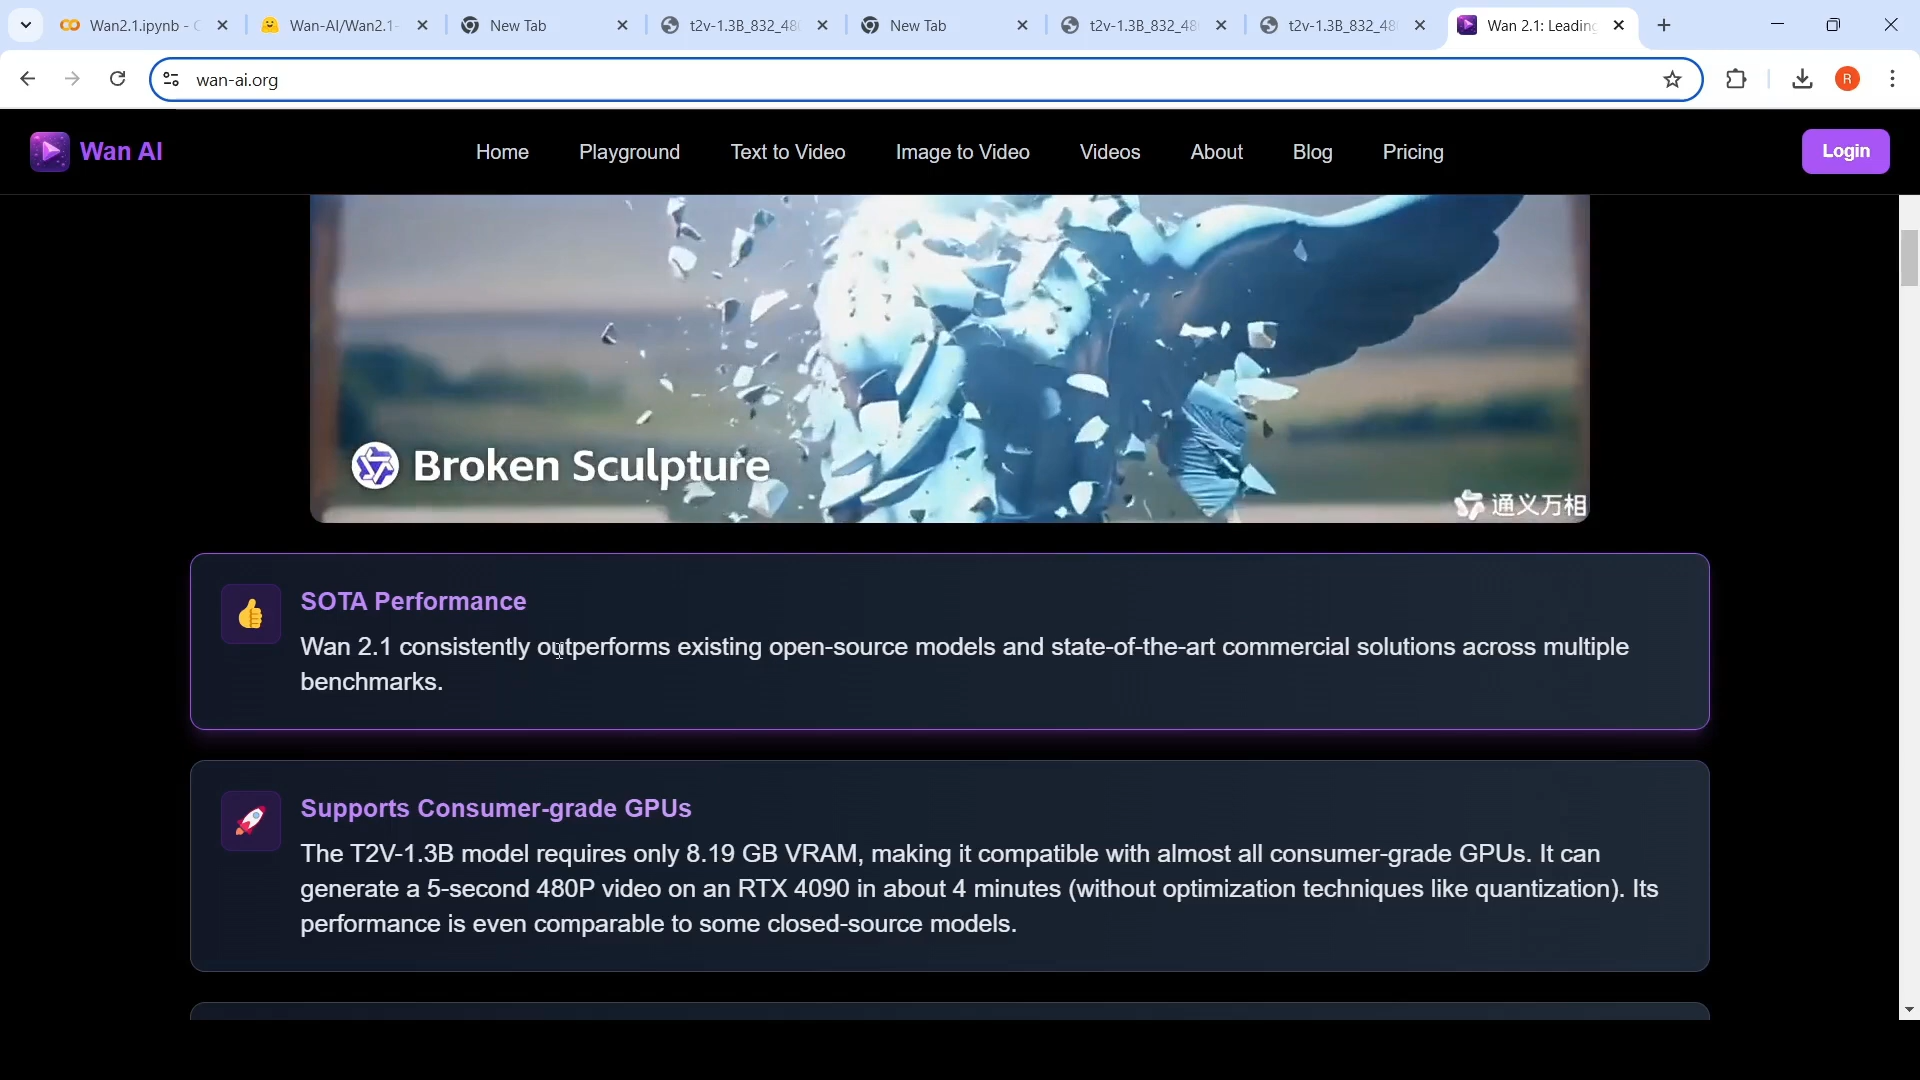 Wan2.1.ipynb - C
Wan-AI/Wan2.1-
New Tab
t2v-1.3B_832_48
New Tab
t2v-1.3B_832_48
t2v-1.3B_832_48
Wan 2.1: Leading
wan-ai.org
R
Wan AI
Home
Playground
Text to Video
Image to Video
Videos
About
Blog
Pricing
Login
Broken Sculpture
通义万相
SOTA Performance
Wan 2.1 consistently outperforms existing open-source models and state-of-the-art commercial solutions across multiple
benchmarks.
Supports Consumer-grade GPUs
The T2V-1.3B model requires only 8.19 GB VRAM, making it compatible with almost all consumer-grade GPUs. It can
generate a 5-second 480P video on an RTX 4090 in about 4 minutes (without optimization techniques like quantization). Its
performance is even comparable to some closed-source models.